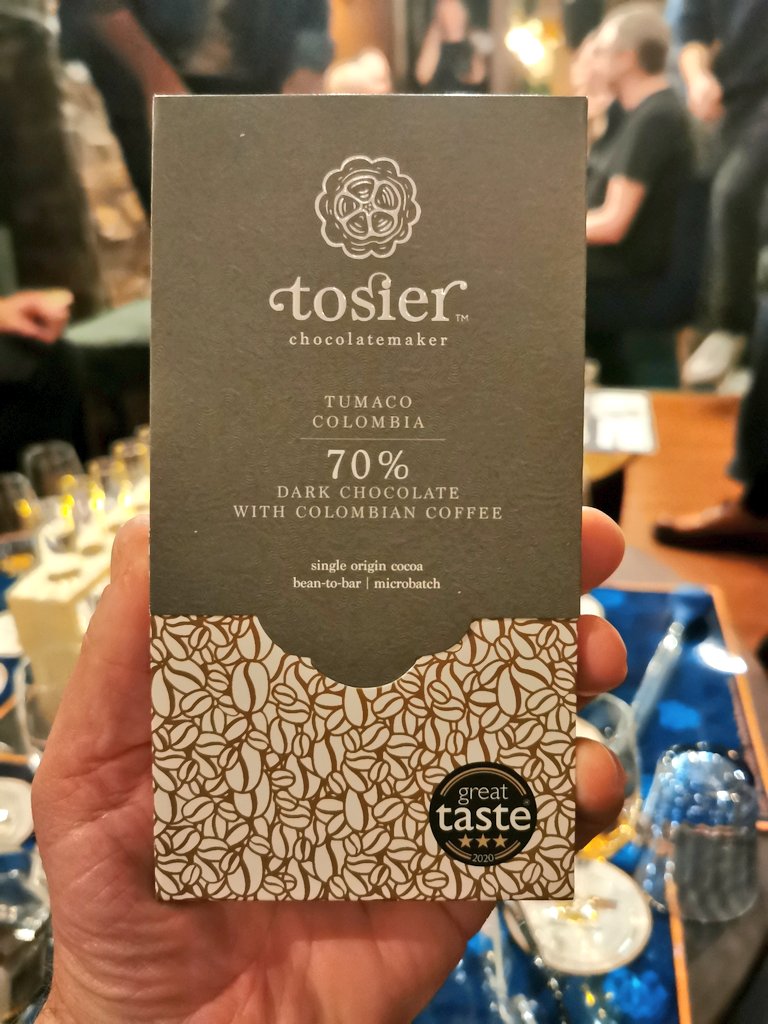 tosier™
chocolatemaker
TUMACO
COLOMBIA
70%
DARK CHOCOLATE
WITH COLOMBIAN COFFEE
single origin cocoa
bean-to-bar | microbatch
great
taste®
2020